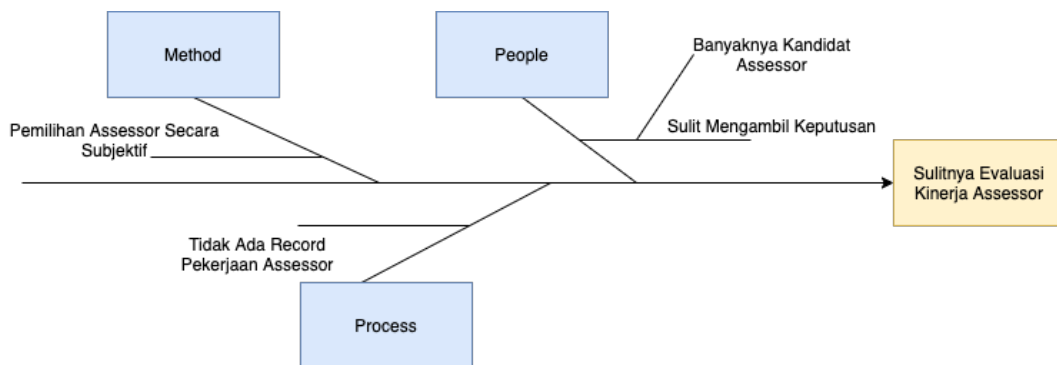 Method
People
Banyaknya Kandidat
Assessor
Pemilihan Assessor Secara
Subjektif
Sulit Mengambil Keputusan
Sulitnya Evaluasi
Kinerja Assessor
Tidak Ada Record
Pekerjaan Assessor
Process